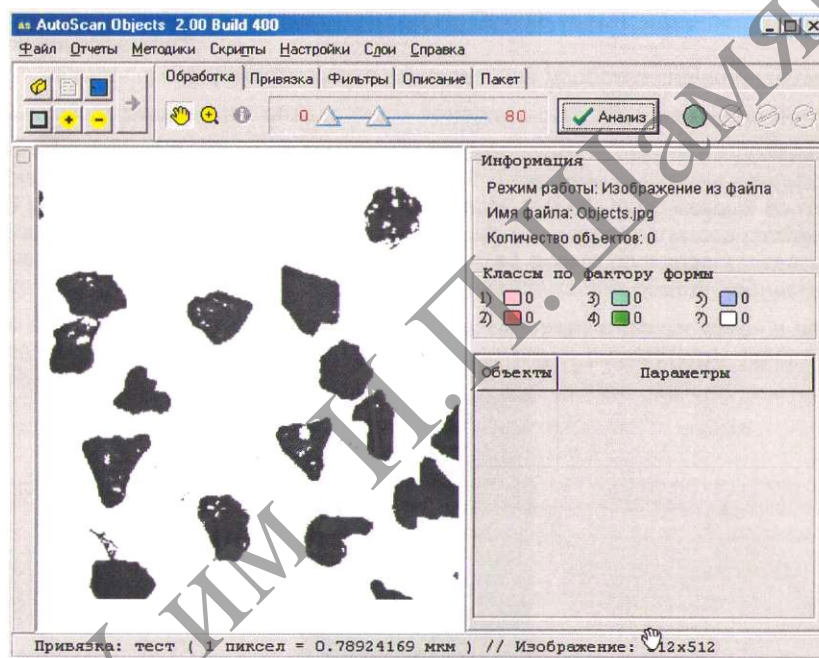 AutoScan Objects 2.00 Build 400
Файл Отчеты Методики Скрипты Настройки Слои Справка
Обработка Привязка Фильтры Описание Пакет
0 80 Анализ
Информация
Режим работы: Изображение из файла
Имя файла: Objects.jpg
Количество объектов: 0
Классы по фактору формы
1) 0 3) 0 5) 0
2) 0 4) 0 ?) 0
Объекты Параметры
Привязка: тест ( 1 пиксел = 0.78924169 мкм ) // Изображение: 12x512
им. И.П.Шамя